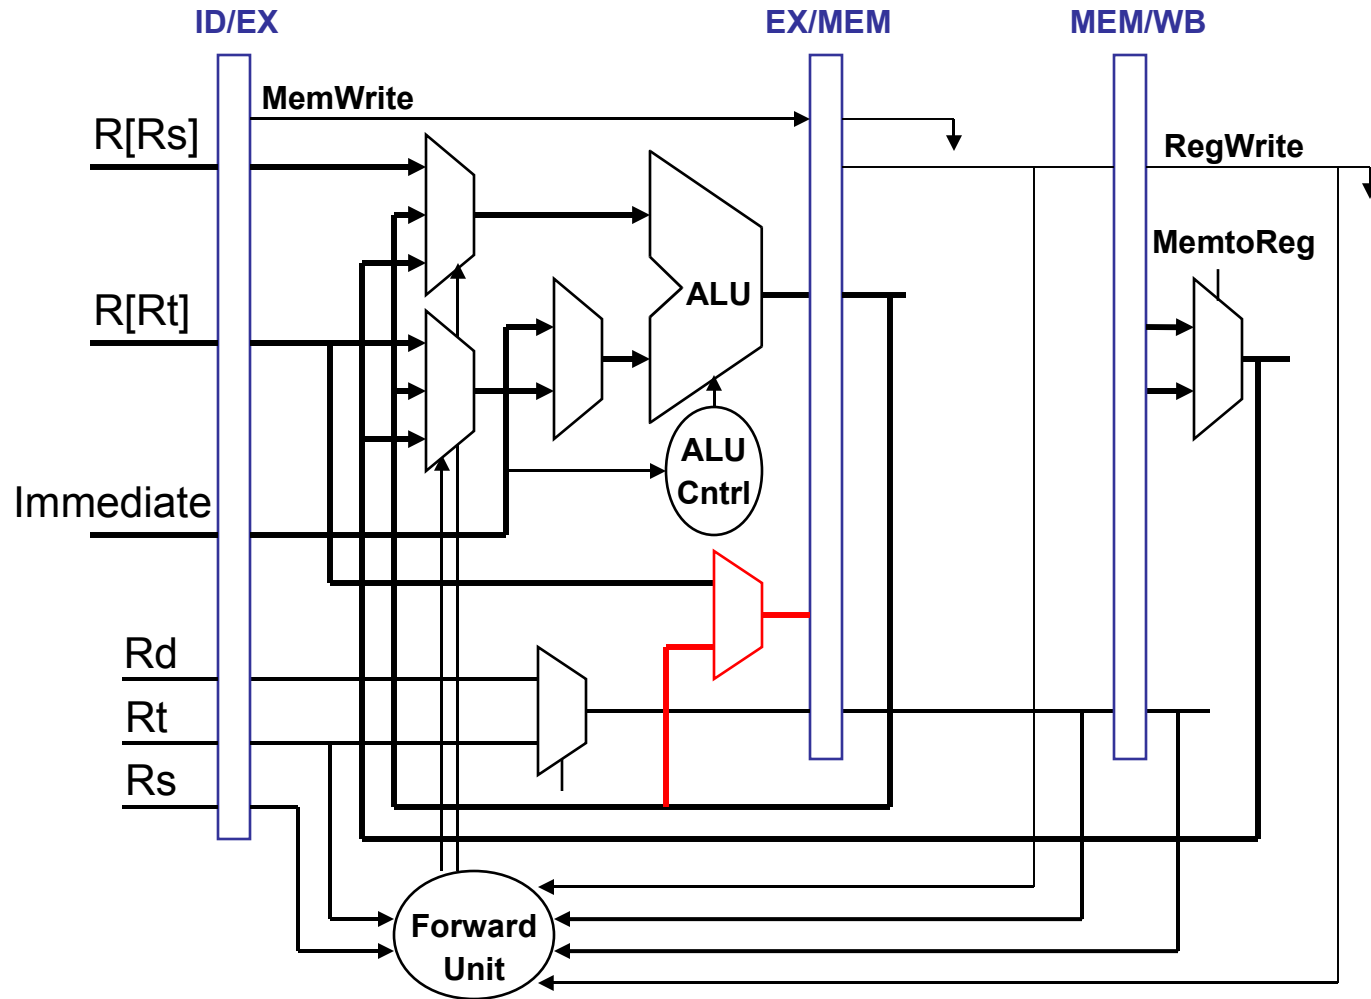 ID/EX
EX/MEM
MEM/WB
MemWrite
R[Rs]
RegWrite
MemtoReg
R[Rt]
ALU
ALU
Cntrl
Immediate
Rd
Rt
Rs
Forward
Unit